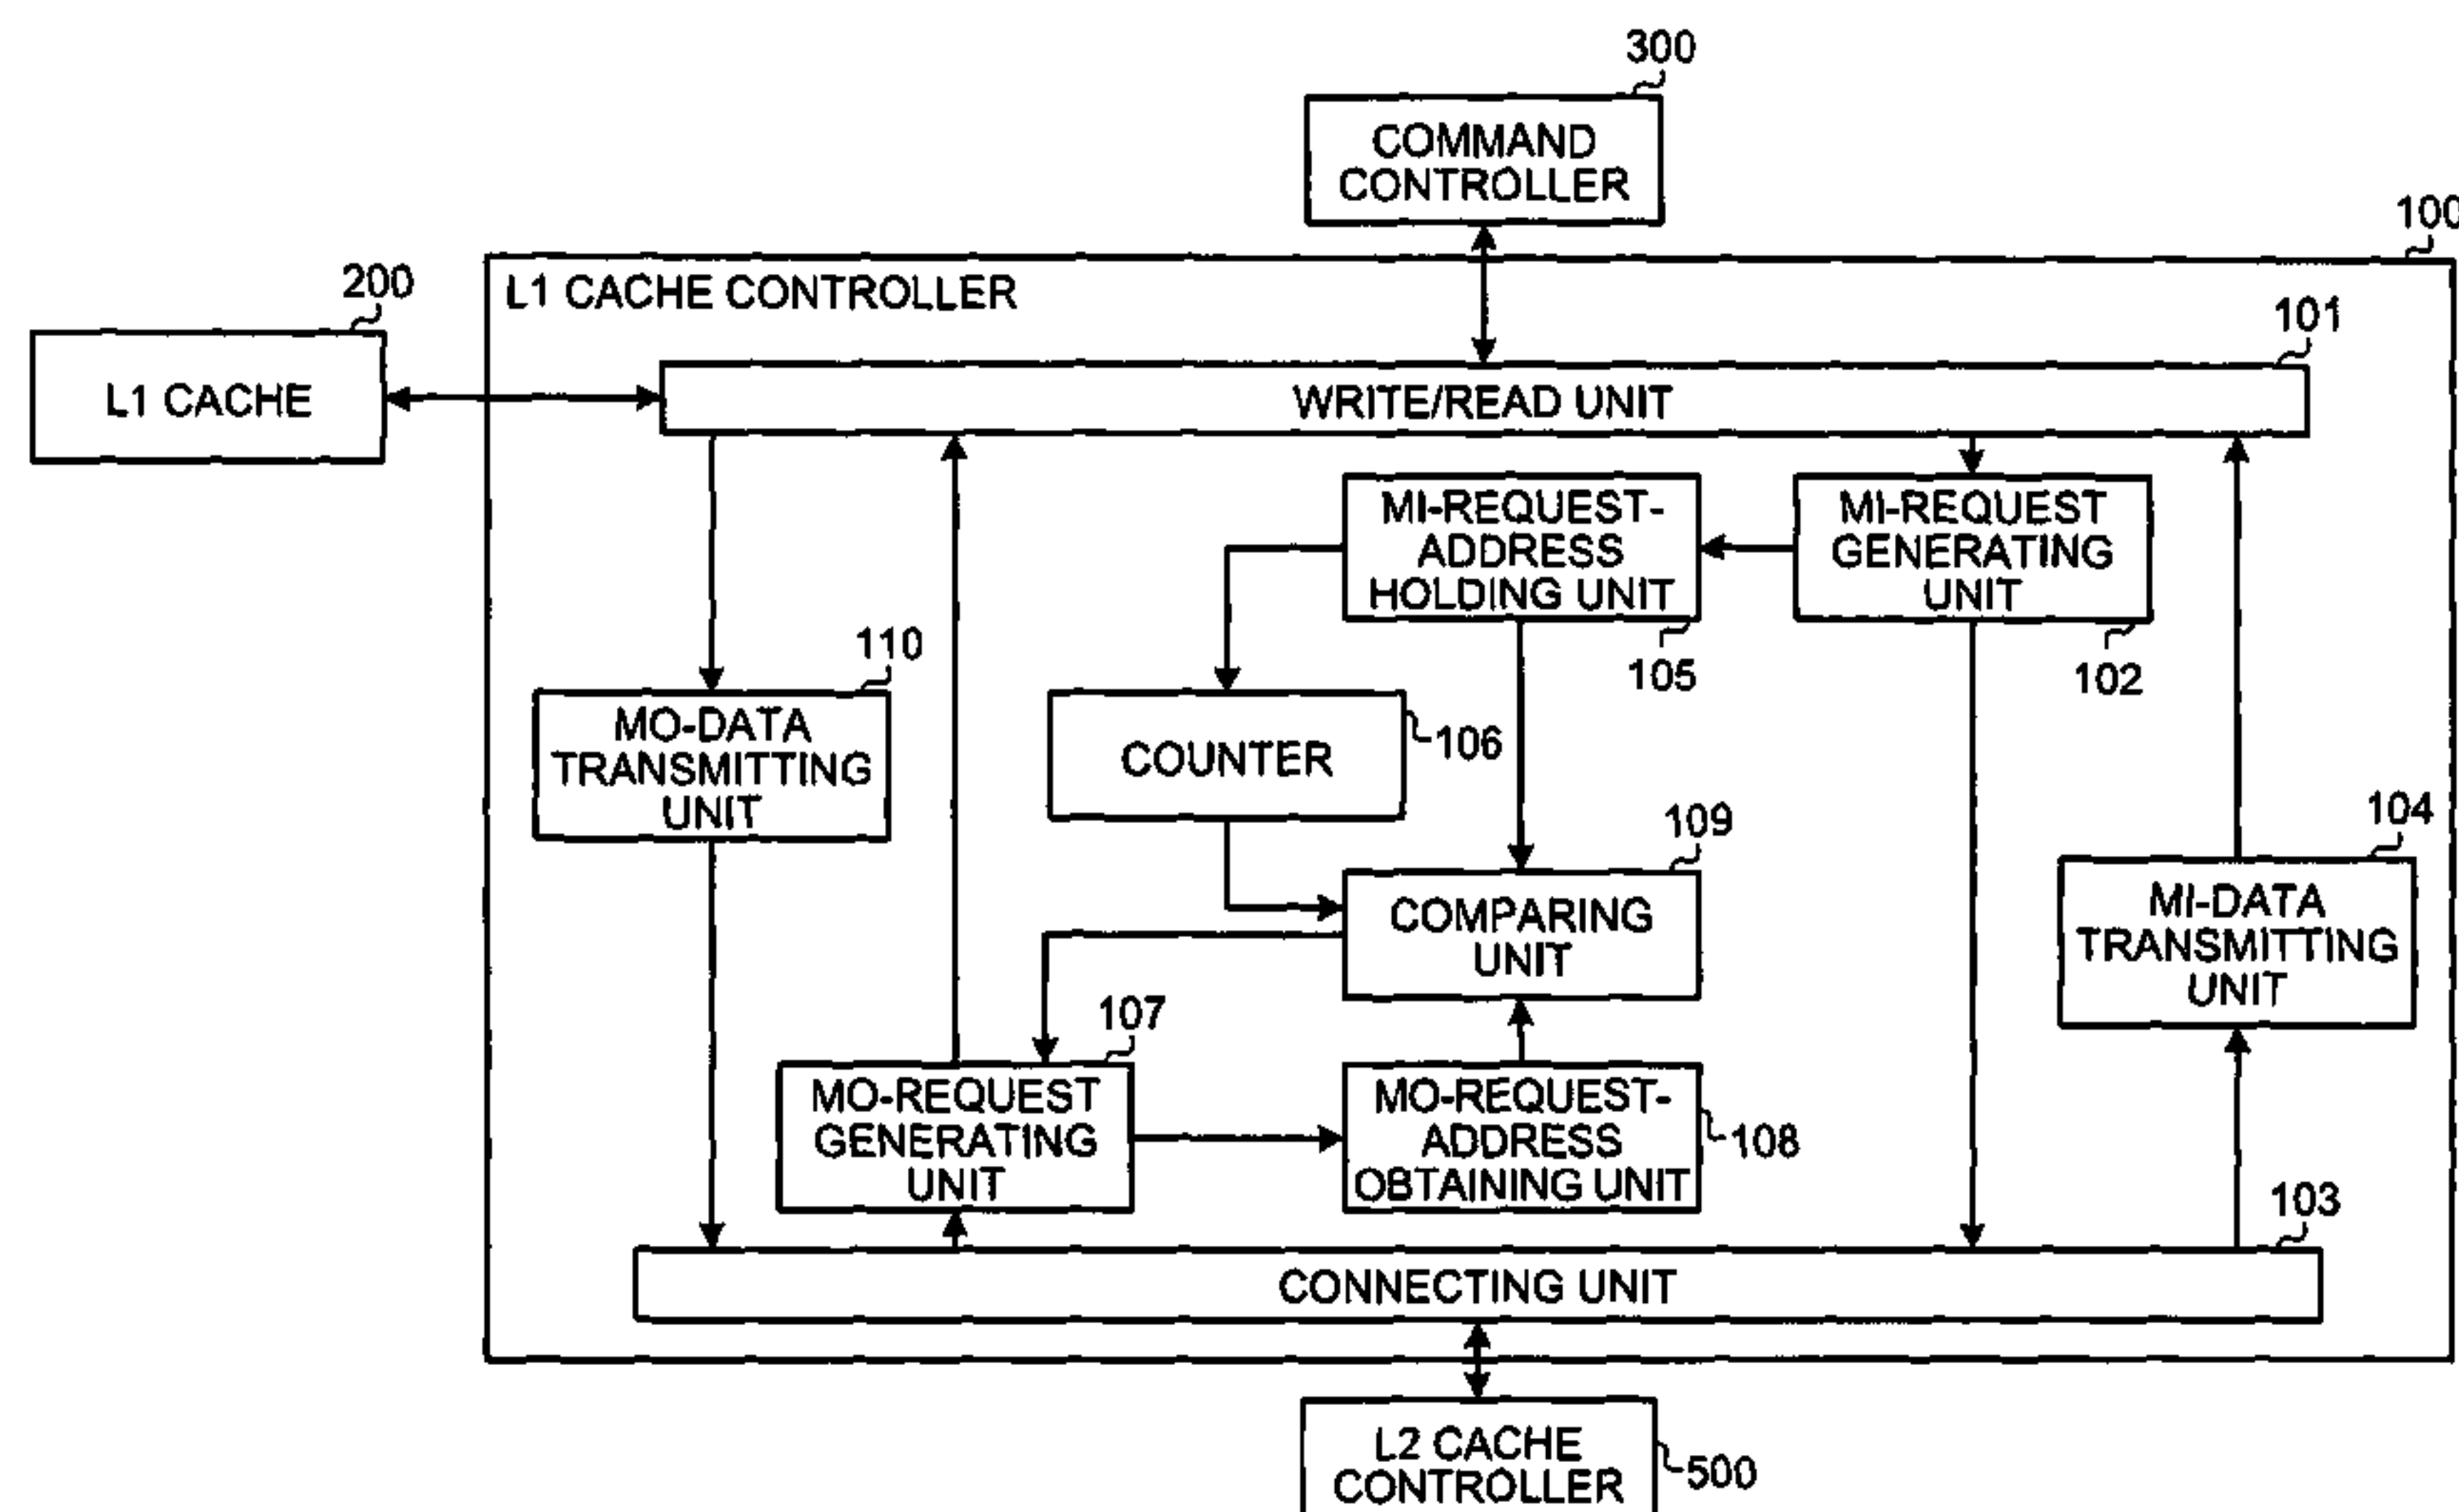 300
COMMAND
CONTROLLER
100
L1 CACHE CONTROLLER
200
L1 CACHE
101
WRITE/READ UNIT
MI-REQUEST-
ADDRESS
HOLDING UNIT
105
MI-REQUEST
GENERATING
UNIT
102
110
MO-DATA
TRANSMITTING
UNIT
COUNTER
106
109
COMPARING
UNIT
104
MI-DATA
TRANSMITTING
UNIT
107
MO-REQUEST
GENERATING
UNIT
MO-REQUEST-
ADDRESS
OBTAINING UNIT
108
103
CONNECTING UNIT
L2 CACHE
CONTROLLER
500